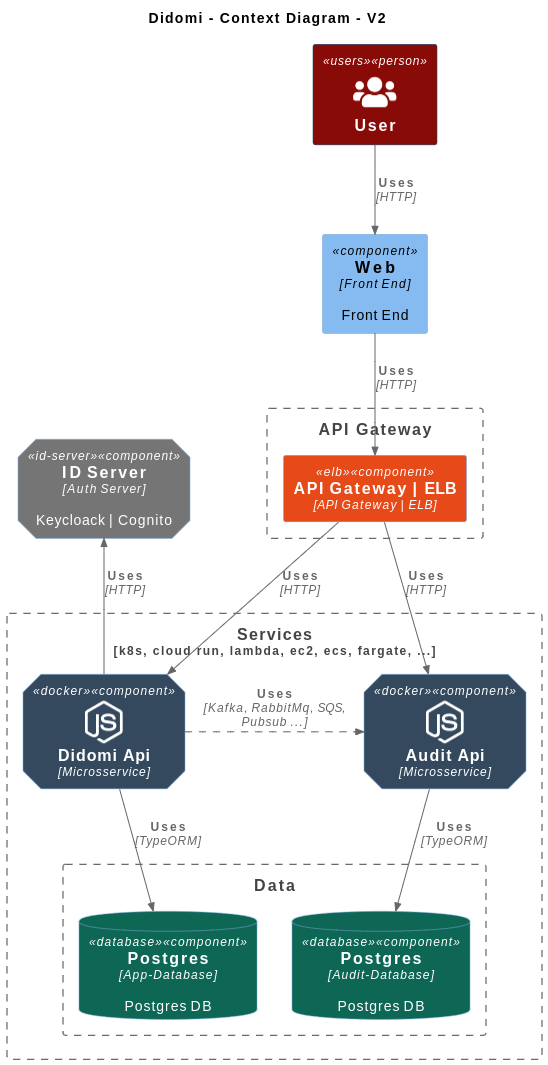 Didomi - Context Diagram - V2
«users»«person»
User
Uses
[HTTP]
«component»
Web
[Front End]
Front End
Uses
[HTTP]
API Gateway
«elb»«component»
API Gateway | ELB
[API Gateway | ELB]
«id-server»«component»
ID Server
[Auth Server]
Keycloack | Cognito
Uses
[HTTP]
Uses
[HTTP]
Uses
[HTTP]
Services
[k8s, cloud run, lambda, ec2, ecs, fargate, ...]
«docker»«component»
JS
Didomi Api
[Microsservice]
Uses
[Kafka, RabbitMq, SQS,
Pubsub ...]
«docker»«component»
JS
Audit Api
[Microsservice]
Uses
[TypeORM]
Uses
[TypeORM]
Data
«database»«component»
Postgres
[App-Database]
Postgres DB
«database»«component»
Postgres
[Audit-Database]
Postgres DB